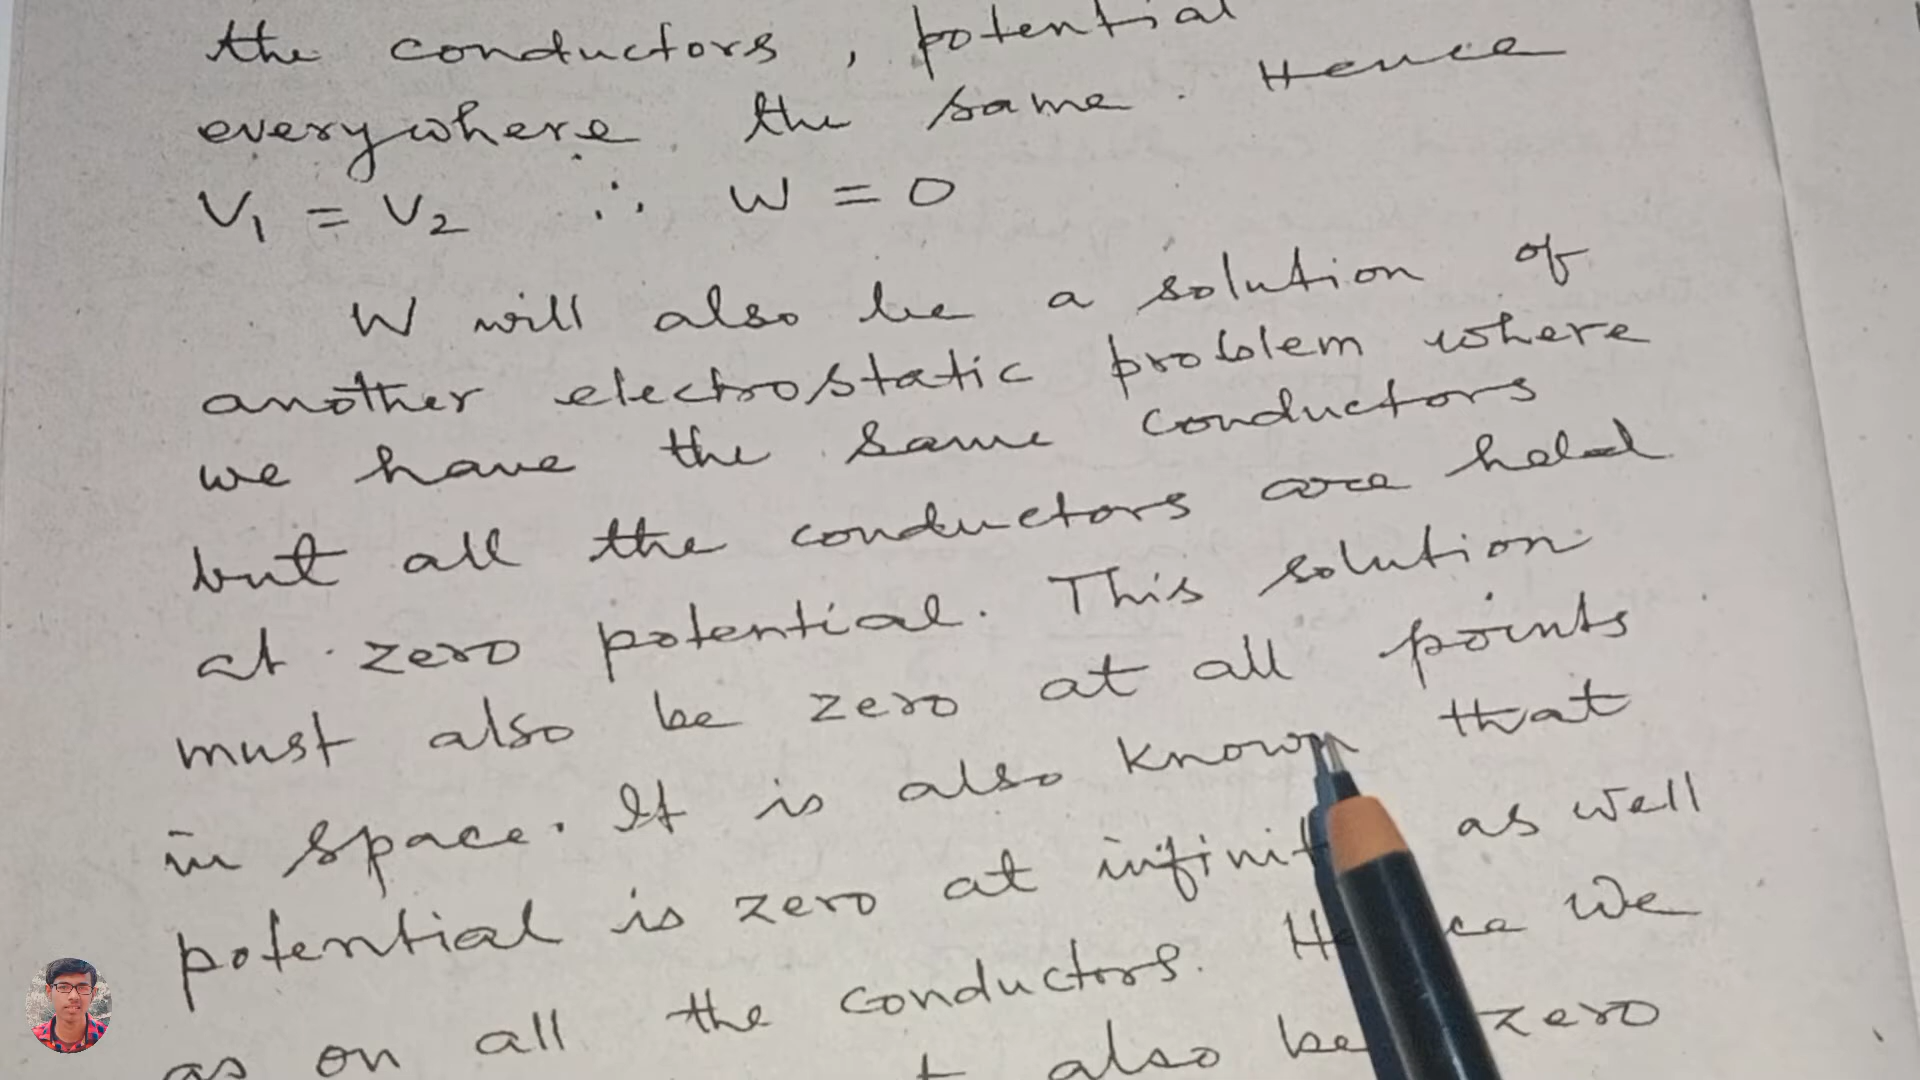 the conductors, potential
everywhere the same. Hence
V₁ = V₂ ∴ W = 0
W will also be a solution of
another electrostatic problem where
we have the same conductors
but all the conductors are held
at zero potential. This solution
must also be zero at all points
in space. It is also known that
potential is zero at infinit as well
as on all the conductors. we
also be zero